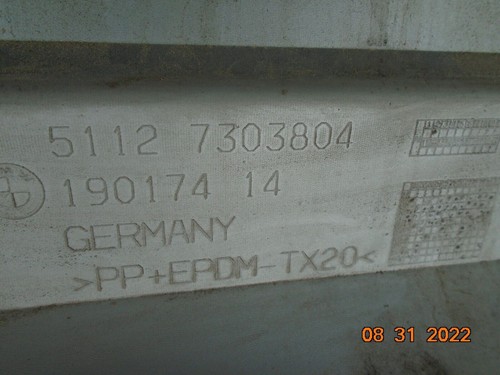 5112 7303804
190174 14
GERMANY
>PP+EPDM-TX20<
08 31 2022